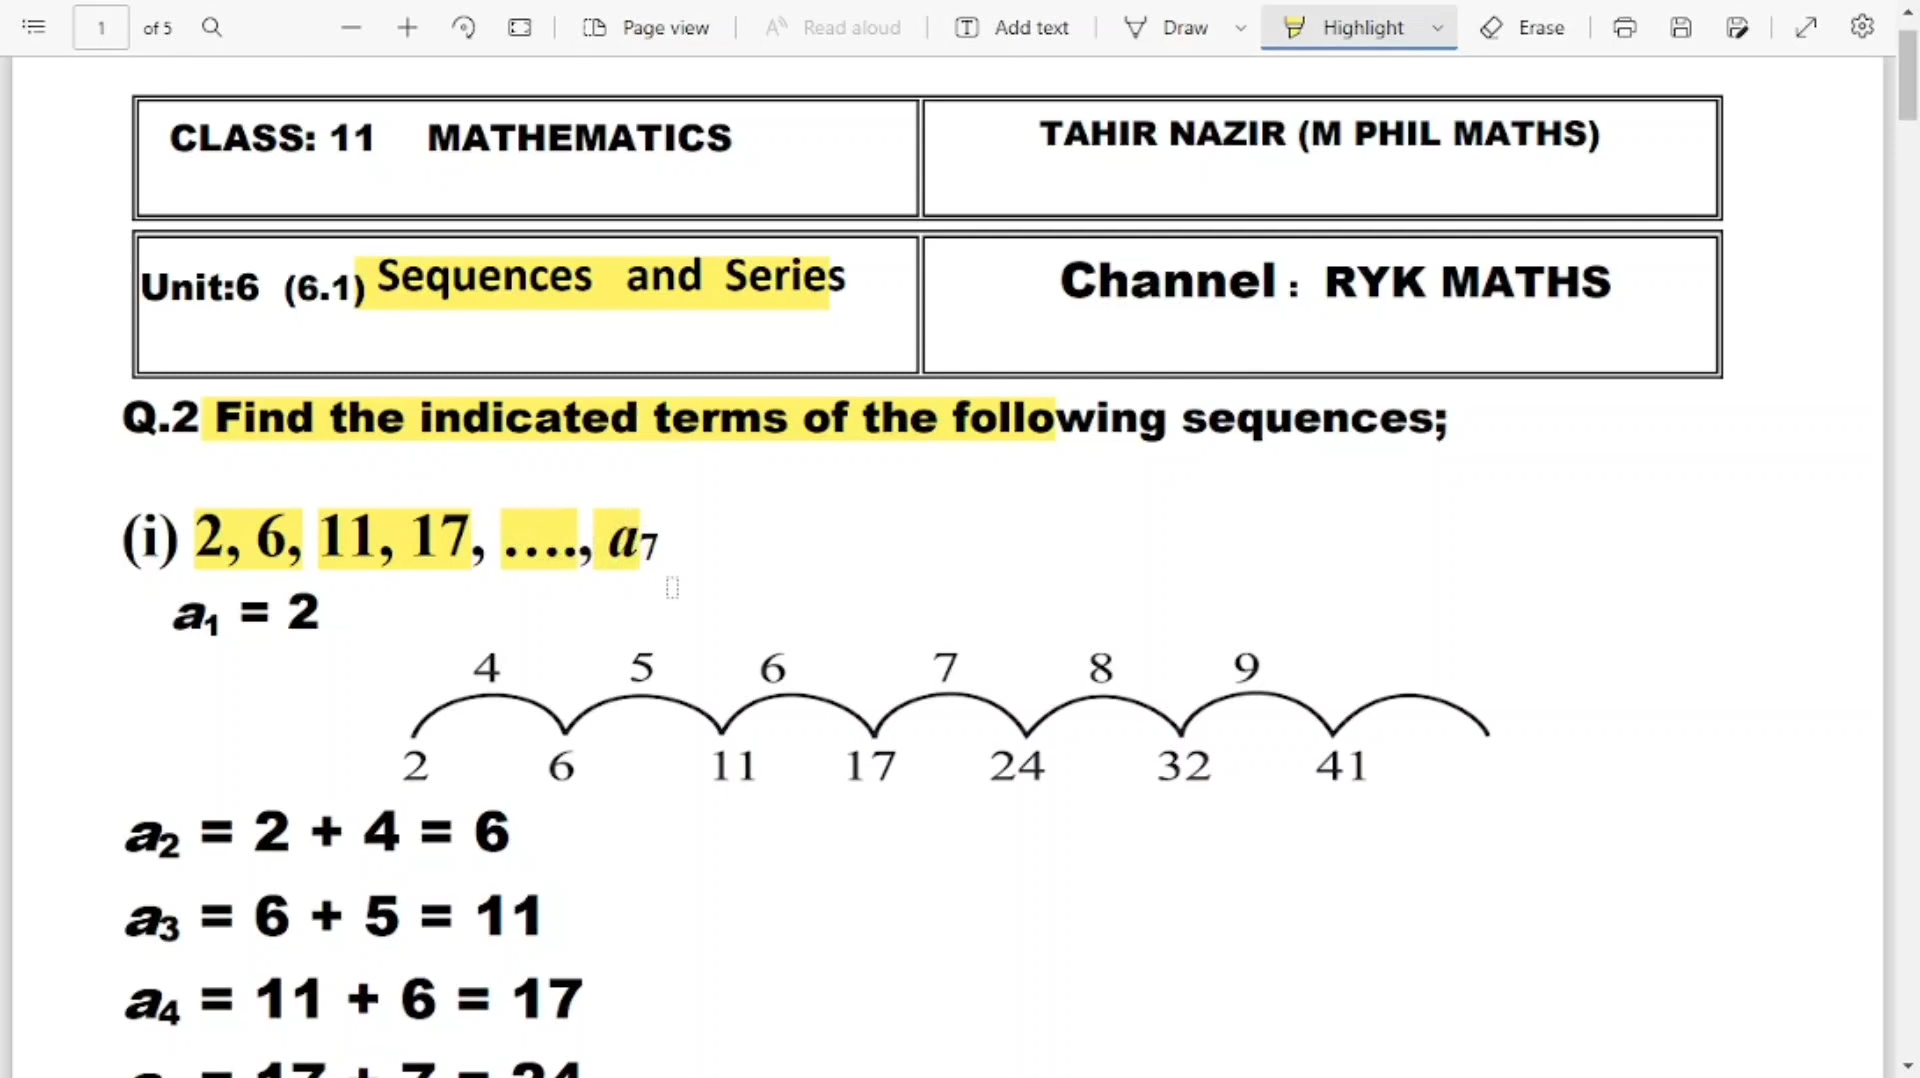 1 of 5 Page view Read aloud Add text Draw Highlight Erase
CLASS: 11 MATHEMATICS
TAHIR NAZIR (M PHIL MATHS)
Unit:6 (6.1) Sequences and Series
Channel : RYK MATHS
Q.2 Find the indicated terms of the following sequences;
(i) 2, 6, 11, 17, ...., a₇
a₁ = 2
4 5 6 7 8 9
2 6 11 17 24 32 41
a₂ = 2 + 4 = 6
a₃ = 6 + 5 = 11
a₄ = 11 + 6 = 17
= 17 + 7 = 24